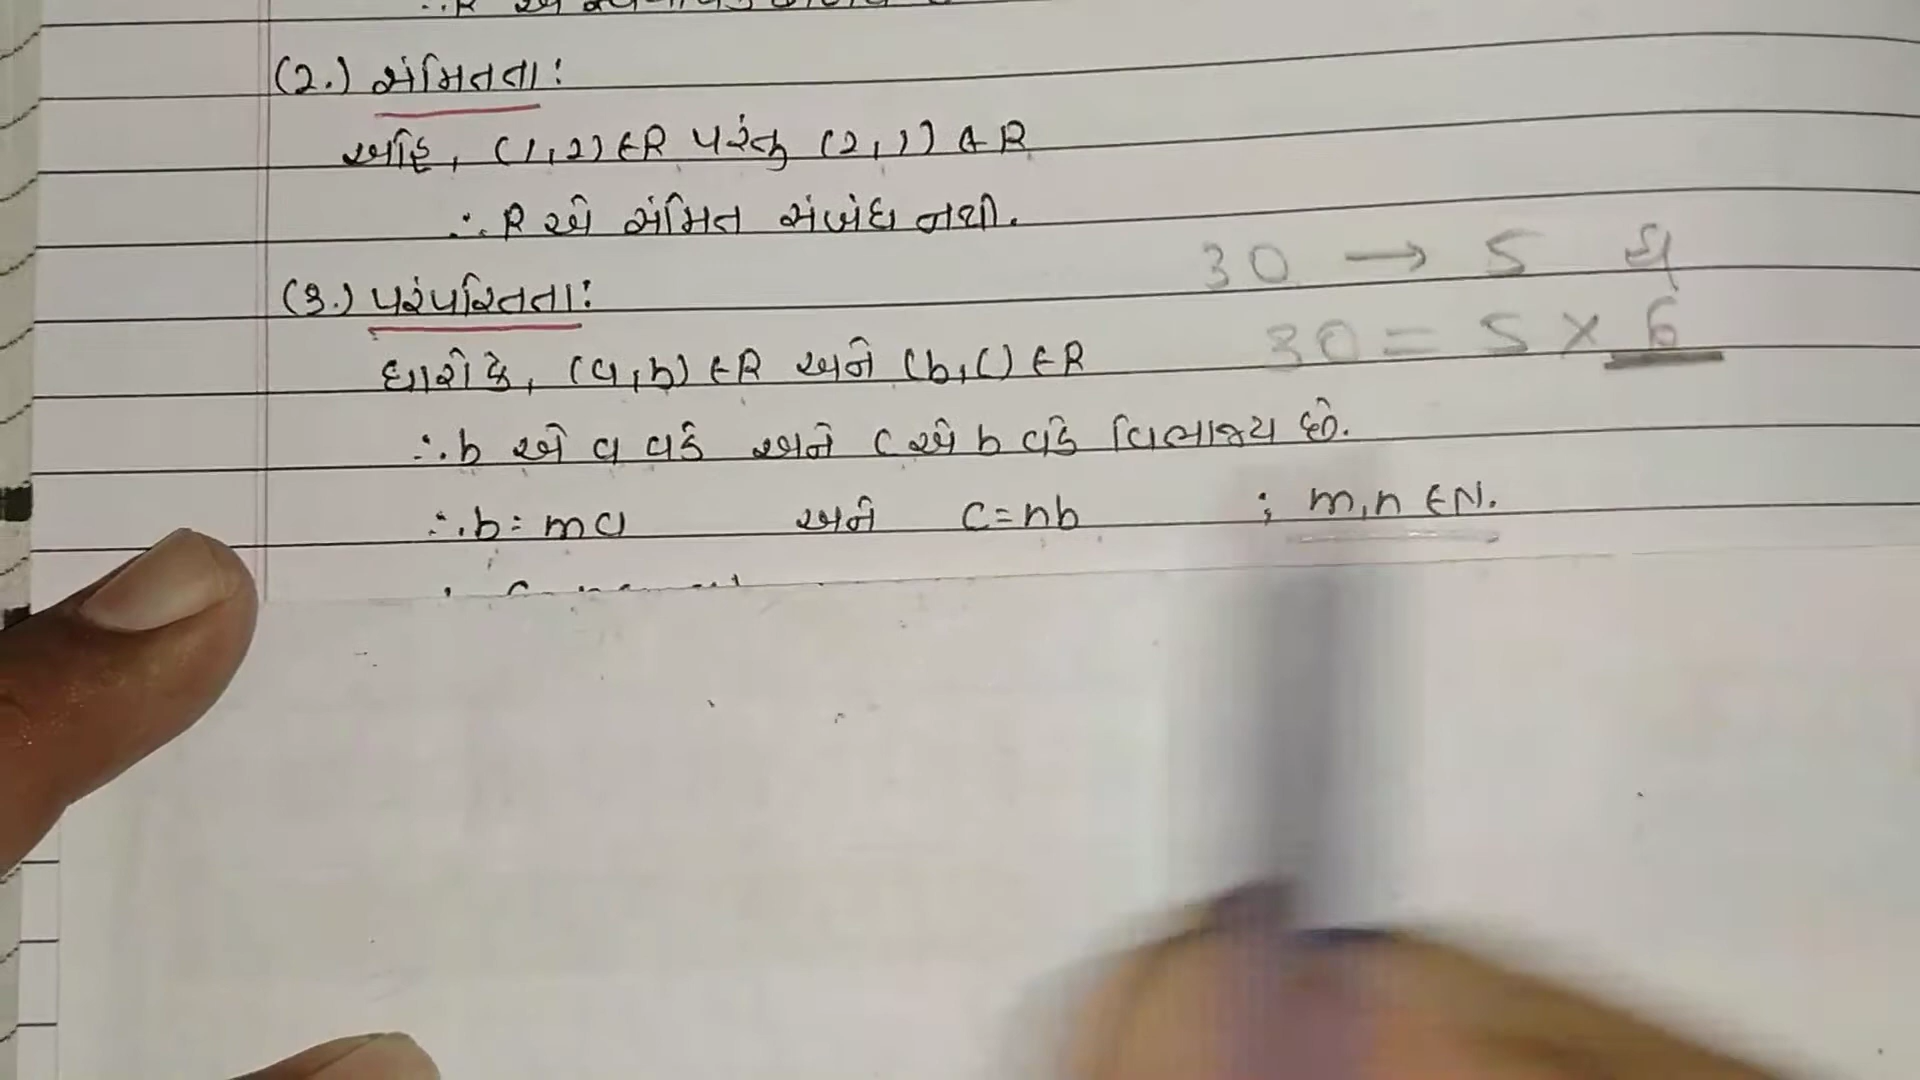 (2.) સંમિતતા:
અહિ, (1,2) ∈R પરંતુ (2,1) ∉ R
∴ R એ સંમિત સંબંધ નથી.
30 → 5 થી
(3.) પરંપરિતતા:
30 = 5 × 6
ધારો કે, (a,b) ∈R અને (b,c) ∈R
∴ b એ a વડે અને c એ b વડે વિભાજય છે.
∴ b = ma અને c = nb ; m,n ∈N.